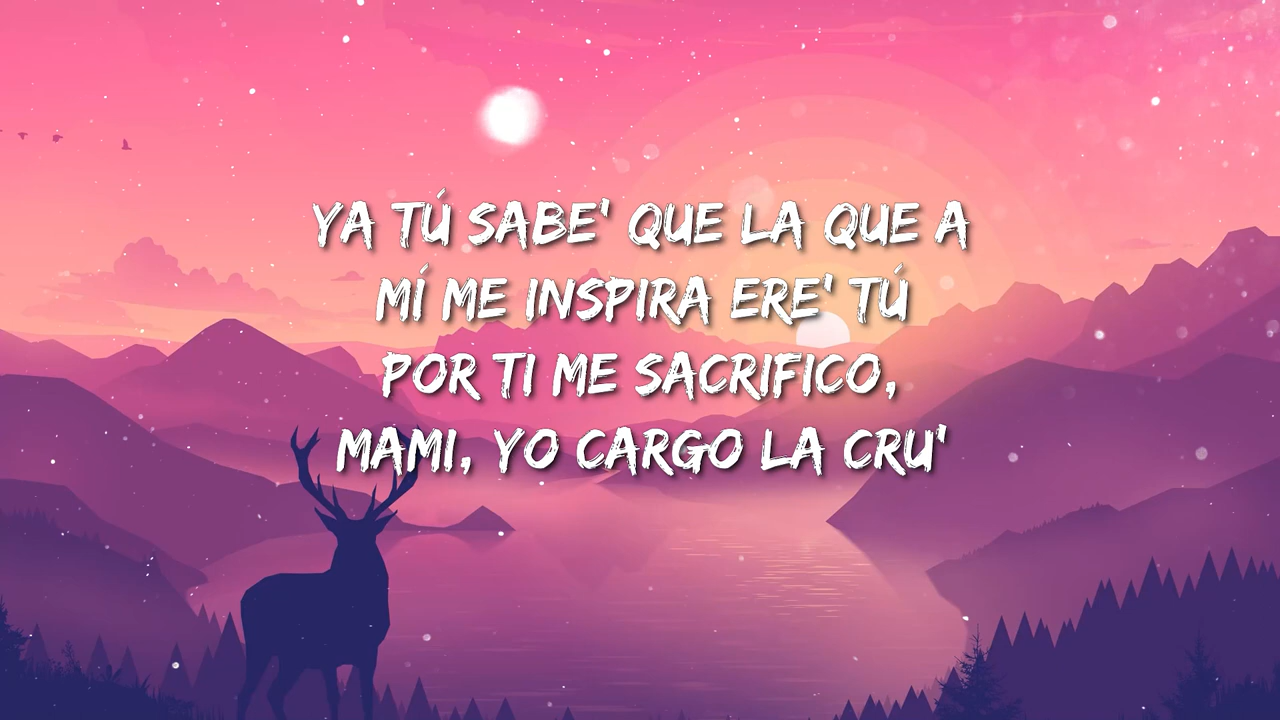 YA TÚ SABE' QUE LA QUE A
MÍ ME INSPIRA ERE' TÚ
POR TI ME SACRIFICO,
MAMI, YO CARGO LA CRU'